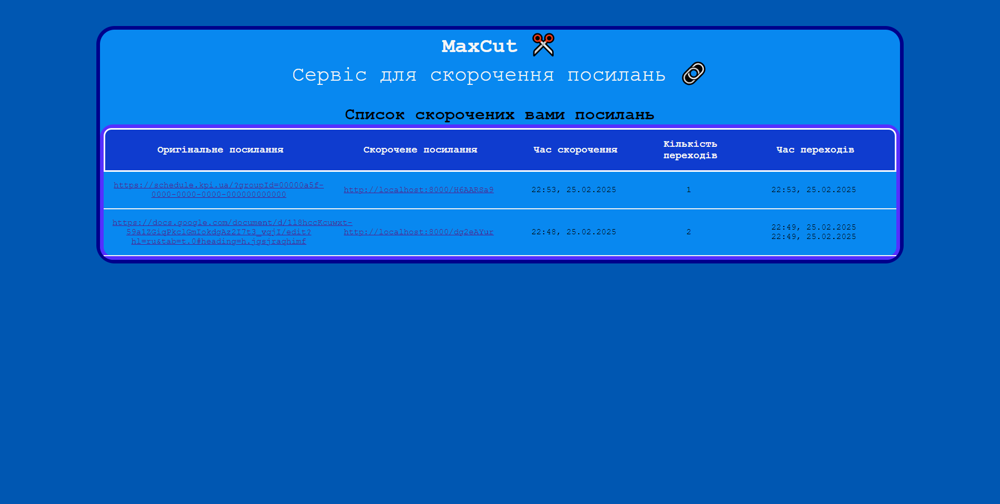 MaxCut
Сервіс для скорочення посилань
Список скорочених вами посилань
Оригінальне посилання
Скорочене посилання
Час скорочення
Кількість
переходів
Час переходів
https://schedule.kpi.ua/?groupId=00000a5f-
0000-0000-0000-000000000000
http://localhost:8000/H6AARSa9
22:53, 25.02.2025
1
22:53, 25.02.2025
https://docs.google.com/document/d/1l8hccKcuwxt-
59a1ZGiqPkclGmIokdgAz2I7t3_vqjI/edit?
hl=ru&tab=t.0#heading=h.jgsjraqhimf
http://localhost:8000/dg2eAYur
22:48, 25.02.2025
2
22:49, 25.02.2025
22:49, 25.02.2025